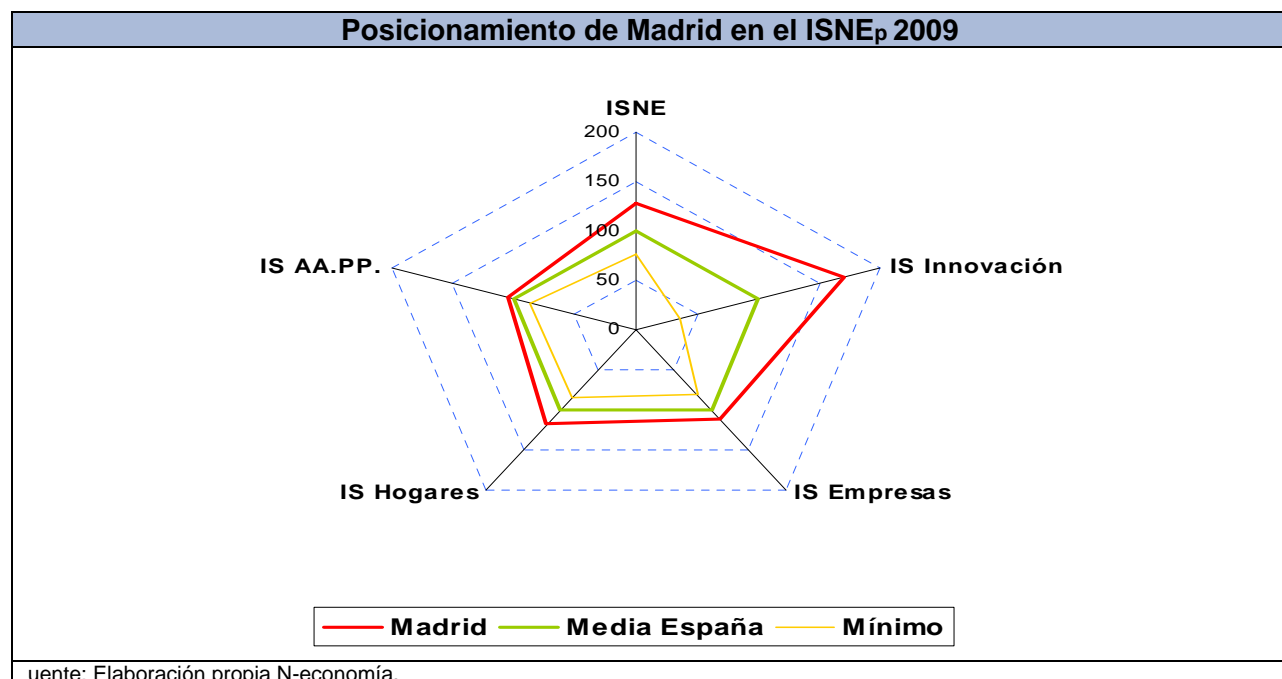 Posicionamiento de Madrid en el ISNEp 2009
ISNE
200
150
100
50
0
IS AA.PP.
IS Innovación
IS Hogares
IS Empresas
Madrid
Media España
Mínimo
uente: Elaboración propia N-economía.